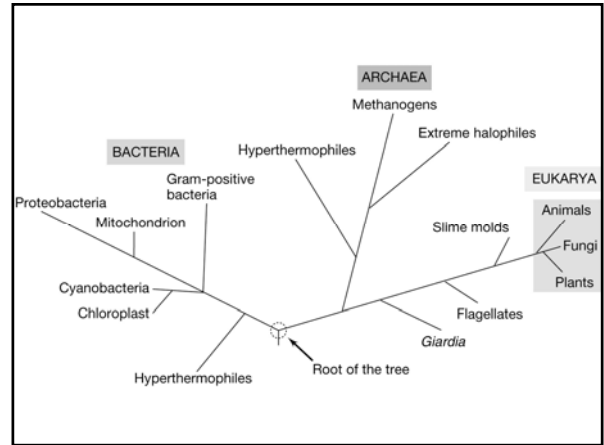 ARCHAEA
Methanogens
Extreme halophiles
Hyperthermophiles
BACTERIA
Gram-positive
bacteria
EUKARYA
Proteobacteria
Mitochondrion
Animals
Slime molds
Fungi
Cyanobacteria
Plants
Chloroplast
Flagellates
Giardia
Root of the tree
Hyperthermophiles